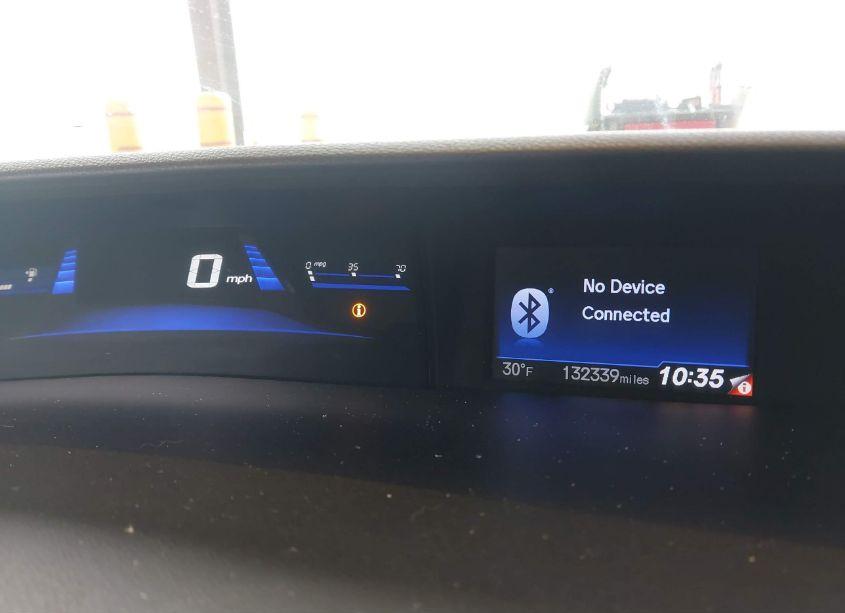 0 mph
0 mpg 35 70
No Device
Connected
30°F 132339 miles 10:35